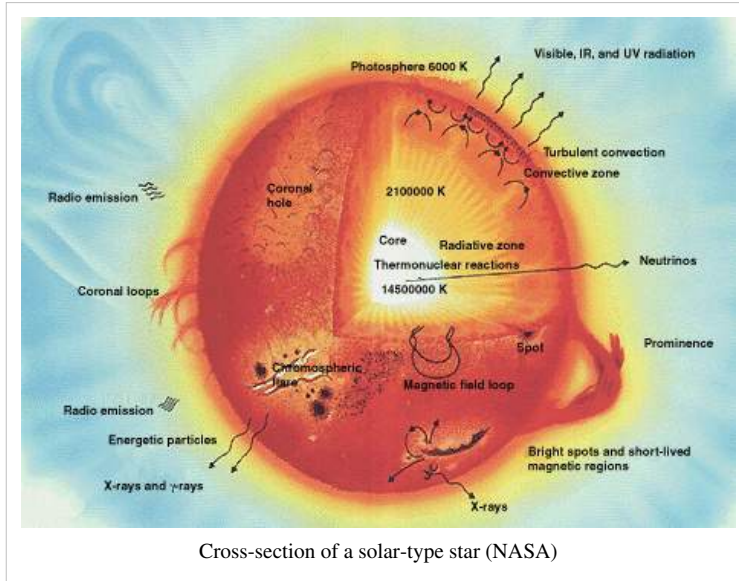 Visible, IR, and UV radiation
Photosphere 6000 K
Turbulent convection
Convective zone
Coronal
hole
2100000 K
Radio emission
Core
Radiative zone
Thermonuclear reactions
Neutrinos
14500000 K
Coronal loops
Spot
Prominence
Chromospheric
flare
Magnetic field loop
Radio emission
Energetic particles
Bright spots and short-lived
magnetic regions
X-rays and γ-rays
X-rays
Cross-section of a solar-type star (NASA)